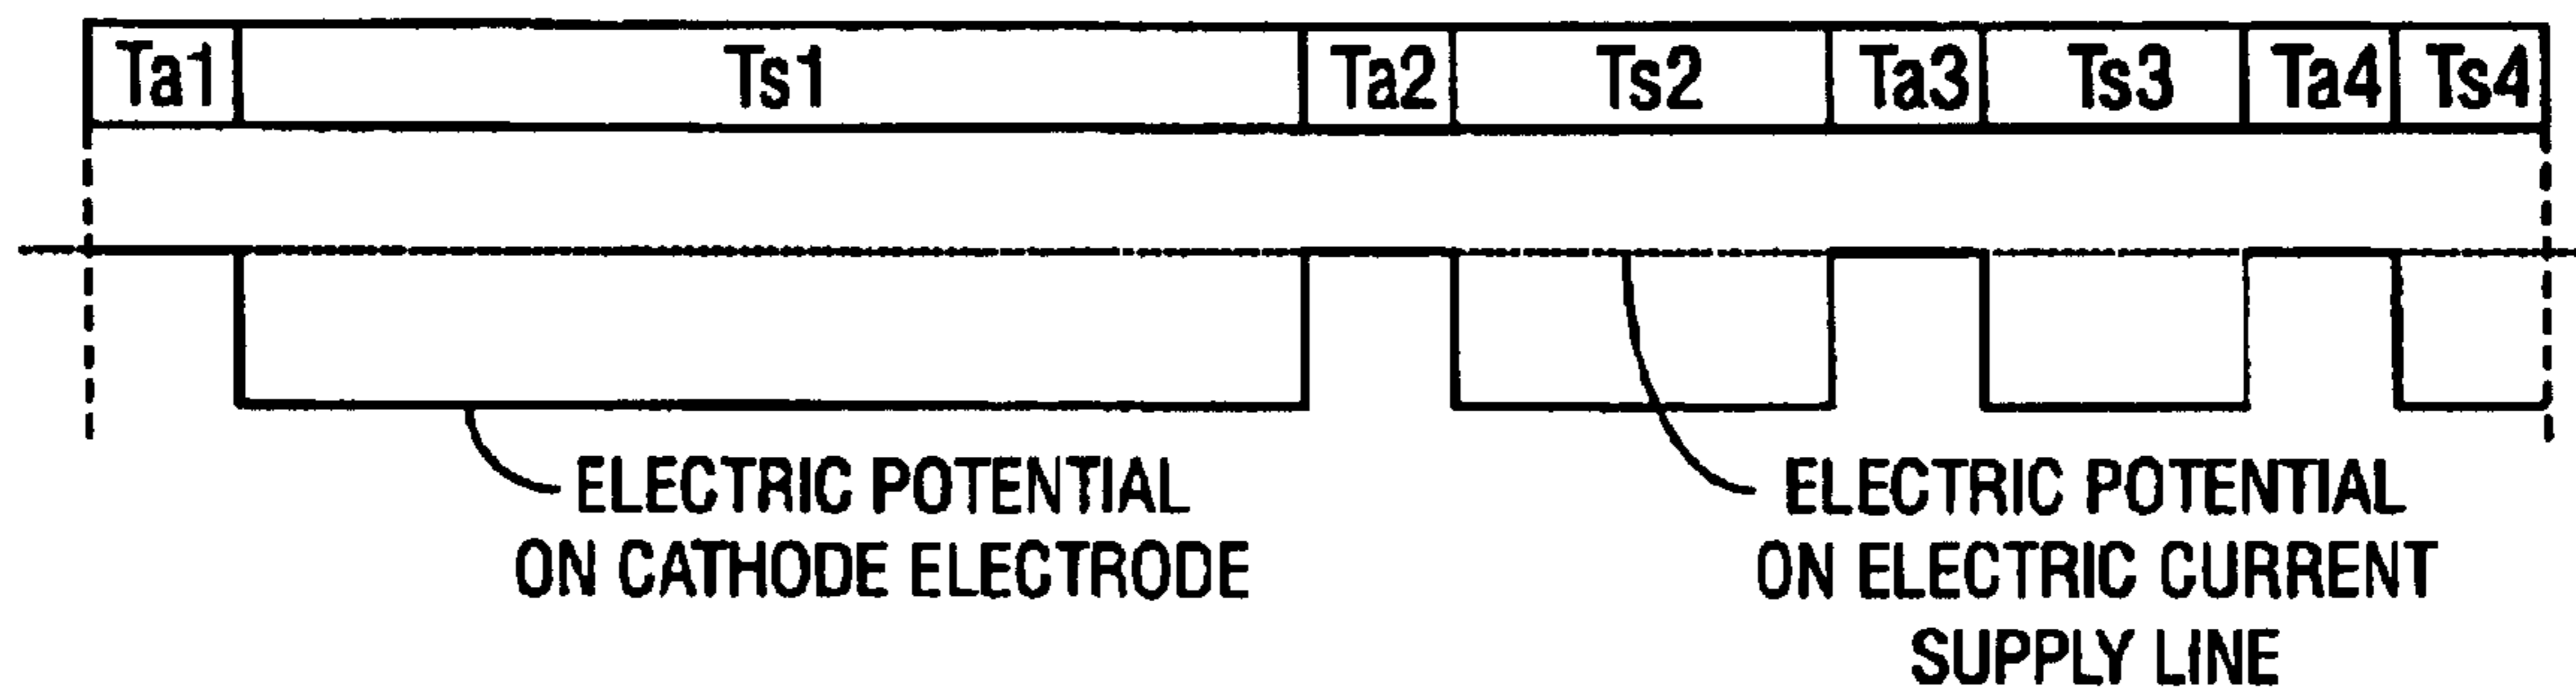 Ta1 Ts1 Ta2 Ts2 Ta3 Ts3 Ta4 Ts4
ELECTRIC POTENTIAL
ON CATHODE ELECTRODE
ELECTRIC POTENTIAL
ON ELECTRIC CURRENT
SUPPLY LINE